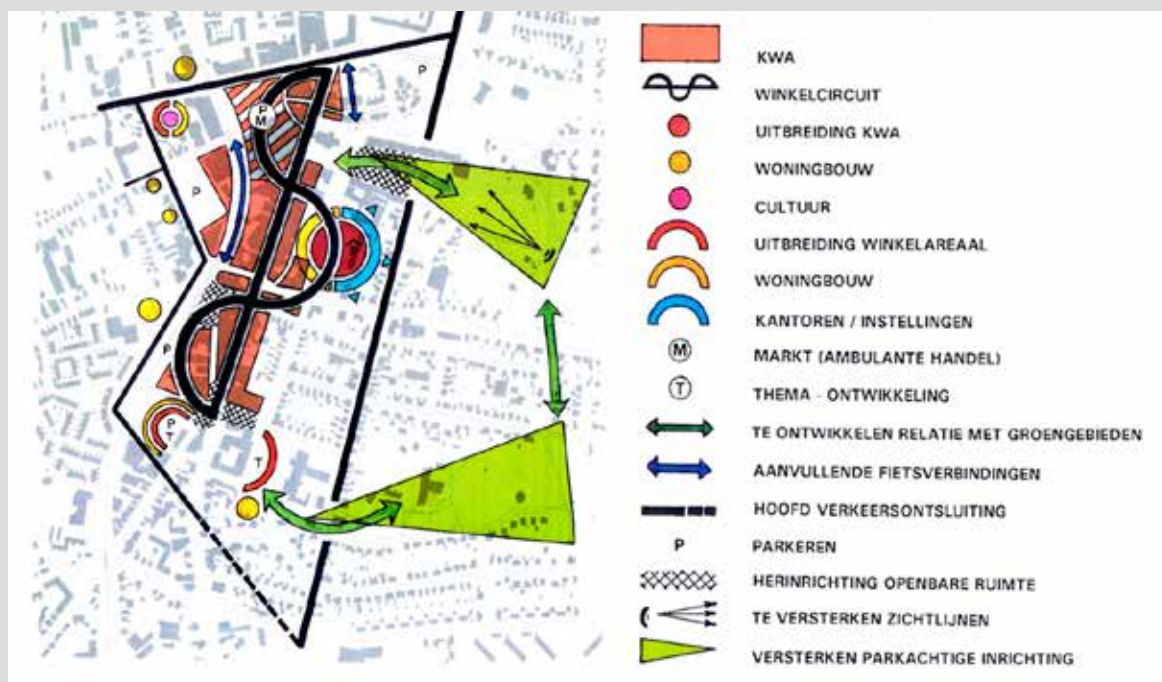 P
P
M
P
P
P
T
T
KWA
WINKELCIRCUIT
UITBREIDING KWA
WONINGBOUW
CULTUUR
UITBREIDING WINKELAREAAL
WONINGBOUW
KANTOREN / INSTELLINGEN
M MARKT (AMBULANTE HANDEL)
T THEMA - ONTWIKKELING
TE ONTWIKKELEN RELATIE MET GROENGEBIEDEN
AANVULLENDE FIETSVERBINDINGEN
HOOFD VERKEERSONTSLUITING
P PARKEREN
HERINRICHTING OPENBARE RUIMTE
TE VERSTERKEN ZICHTLIJNEN
VERSTERKEN PARKACHTIGE INRICHTING